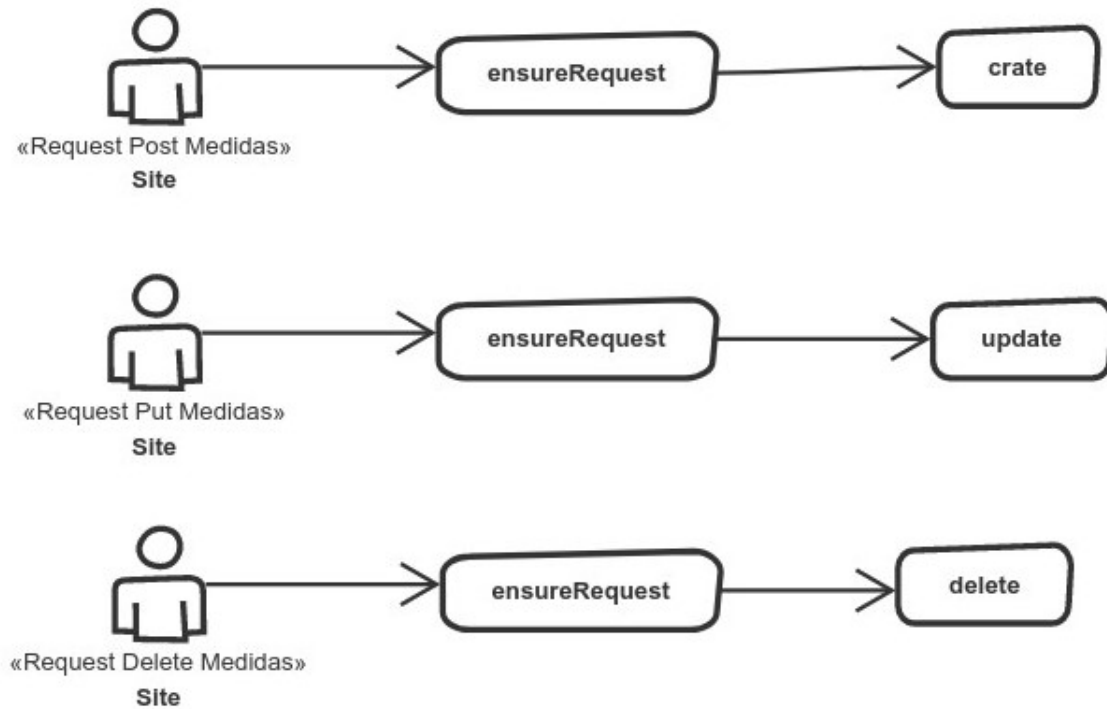 ensureRequest
crate
«Request Post Medidas»
Site
ensureRequest
update
«Request Put Medidas»
Site
ensureRequest
delete
«Request Delete Medidas»
Site